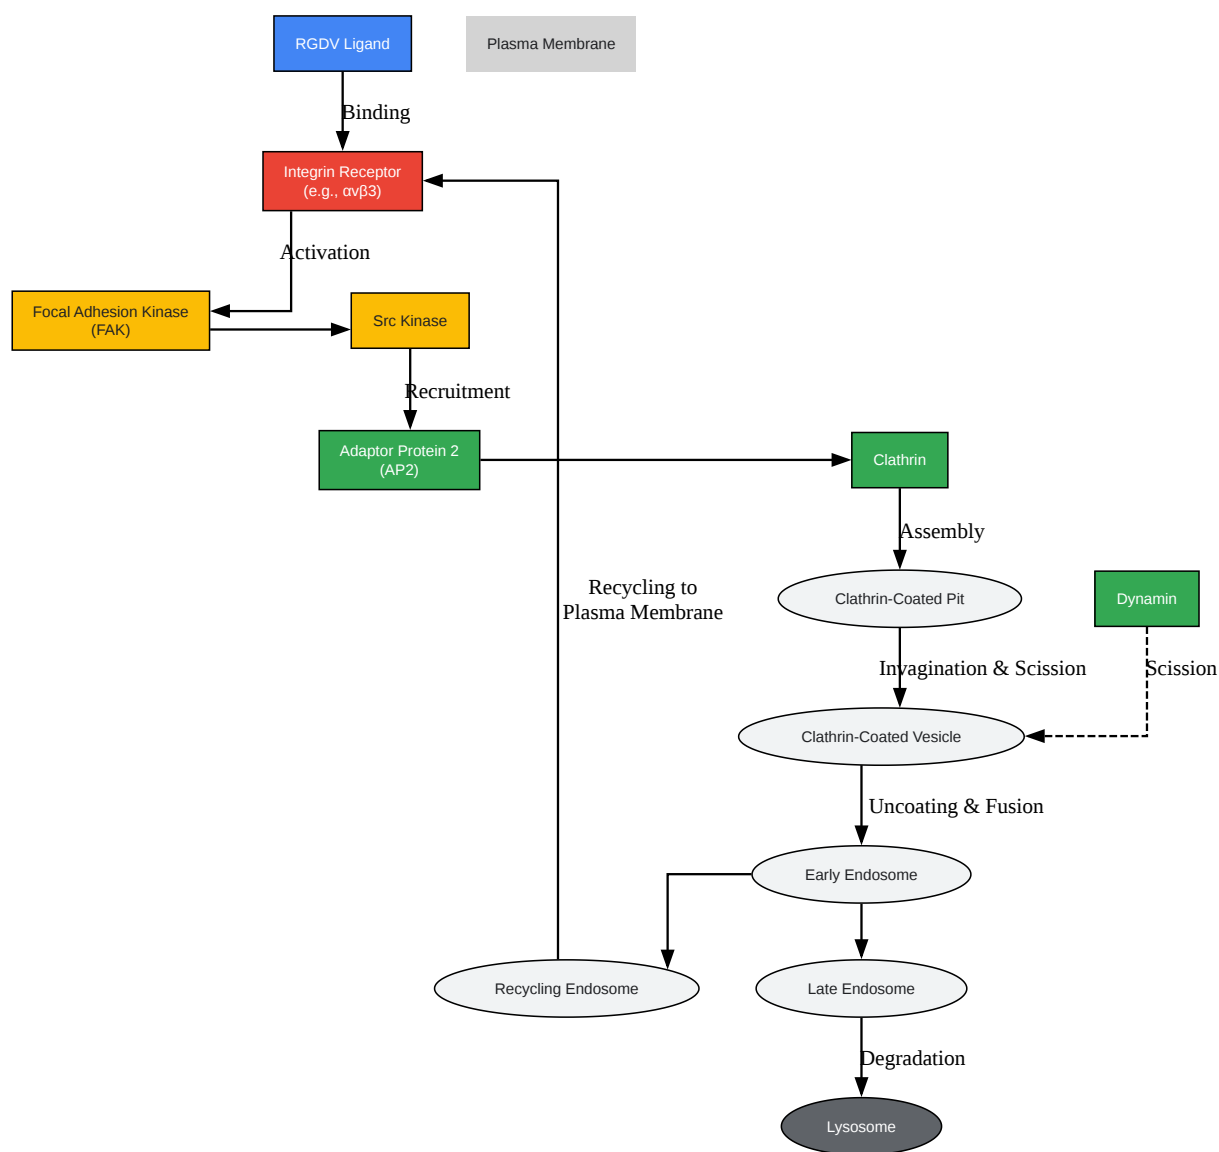 RGDV Ligand
Plasma Membrane
Binding
Integrin Receptor
(e.g., αvβ3)
Activation
Focal Adhesion Kinase
(FAK)
Src Kinase
Recruitment
Adaptor Protein 2
(AP2)
Clathrin
Assembly
Recycling to
Plasma Membrane
Clathrin-Coated Pit
Dynamin
Invagination & Scission
Scission
Clathrin-Coated Vesicle
Uncoating & Fusion
Early Endosome
Recycling Endosome
Late Endosome
Degradation
Lysosome